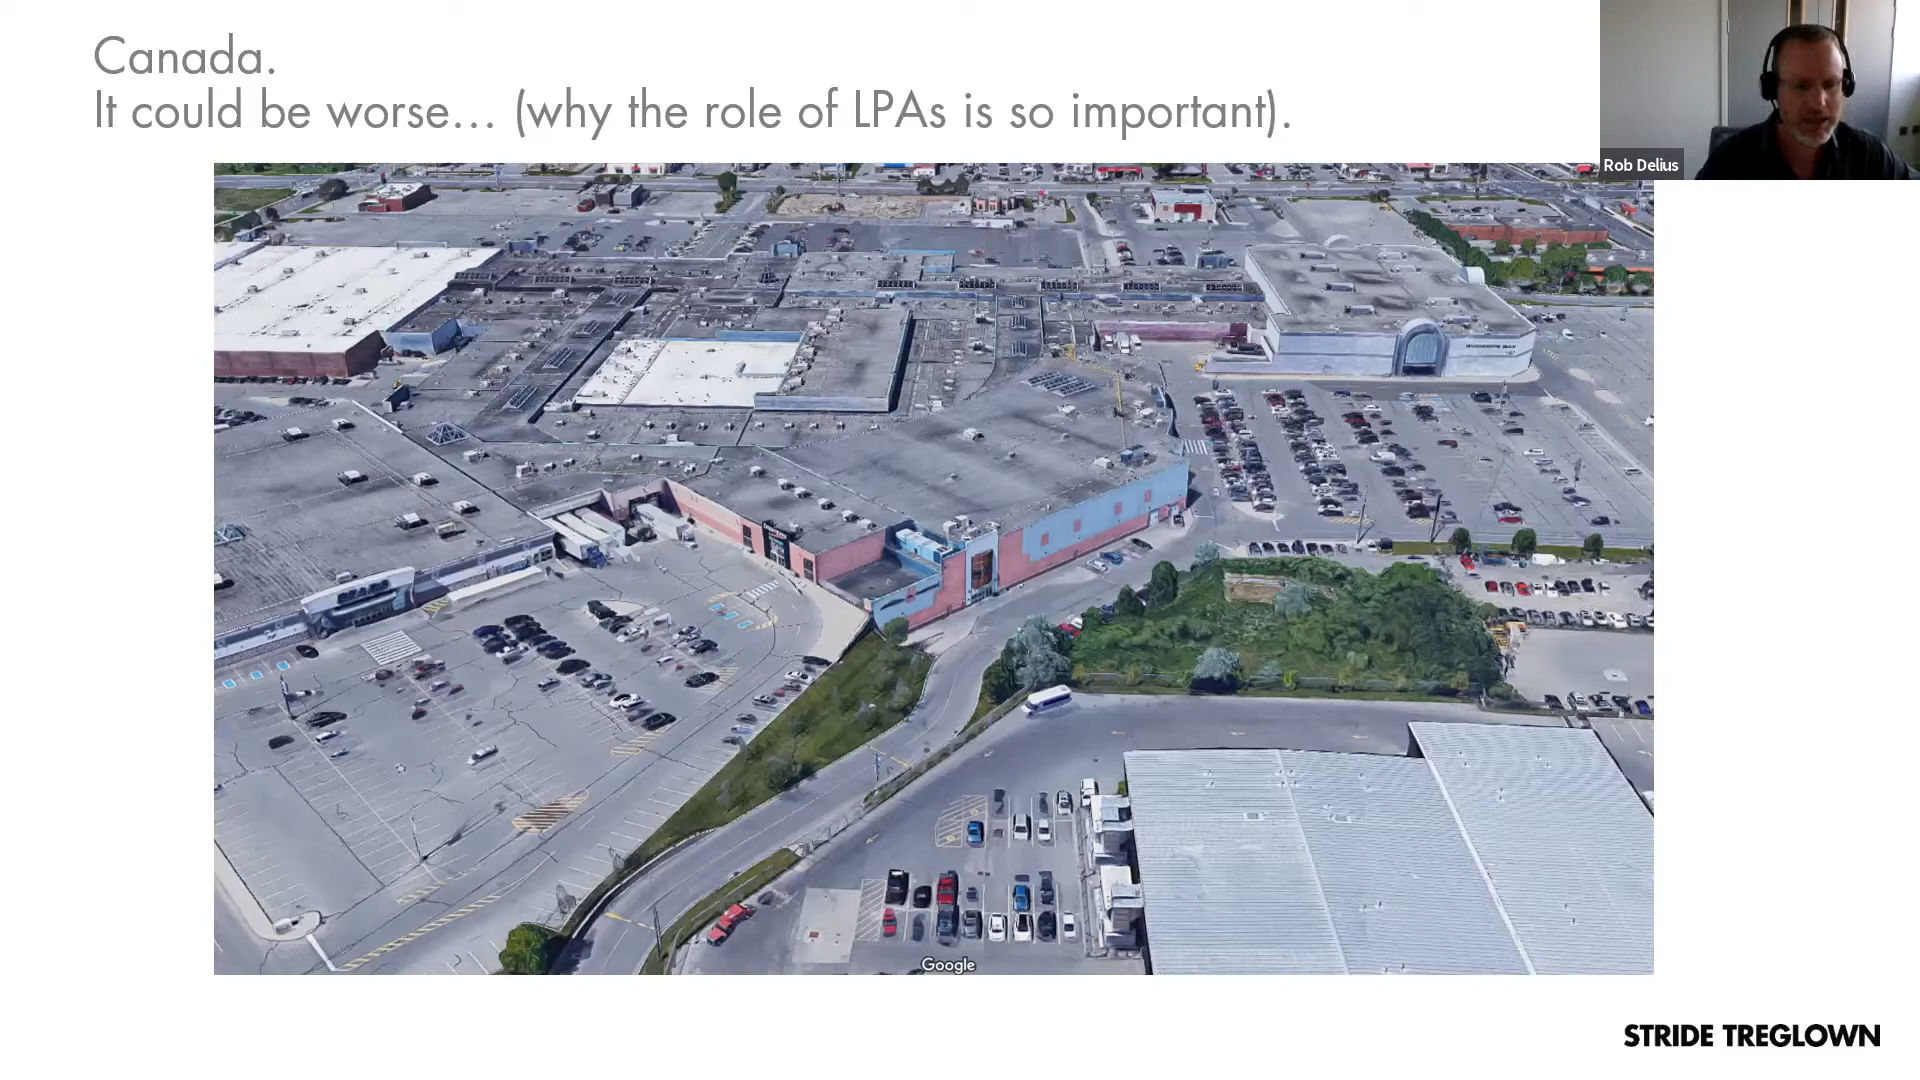 Canada.
It could be worse... (why the role of LPAs is so important).
Rob Delius
Google
STRIDE TREGLOWN